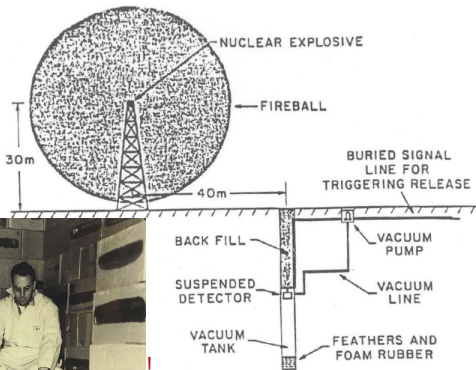 NUCLEAR EXPLOSIVE
FIREBALL
30m
40m
BURIED SIGNAL
LINE FOR
TRIGGERING RELEASE
BACK FILL
VACUUM
PUMP
SUSPENDED
DETECTOR
VACUUM
LINE
VACUUM
TANK
FEATHERS AND
FOAM RUBBER
!